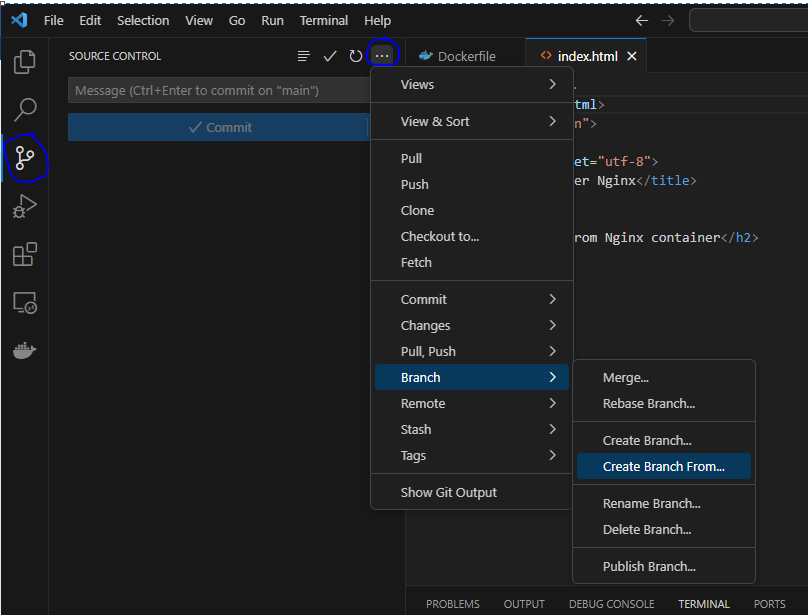 File Edit Selection View Go Run Terminal Help
SOURCE CONTROL
Dockerfile
index.html
Message (Ctrl+Enter to commit on "main")
Commit
Views
View & Sort
Pull
Push
Clone
Checkout to...
Fetch
Commit
Changes
Pull, Push
Branch
Remote
Stash
Tags
Show Git Output
tml>
n">
et="utf-8">
er Nginx</title>
rom Nginx container</h2>
Merge...
Rebase Branch...
Create Branch...
Create Branch From...
Rename Branch...
Delete Branch...
Publish Branch...
PROBLEMS OUTPUT DEBUG CONSOLE TERMINAL PORTS